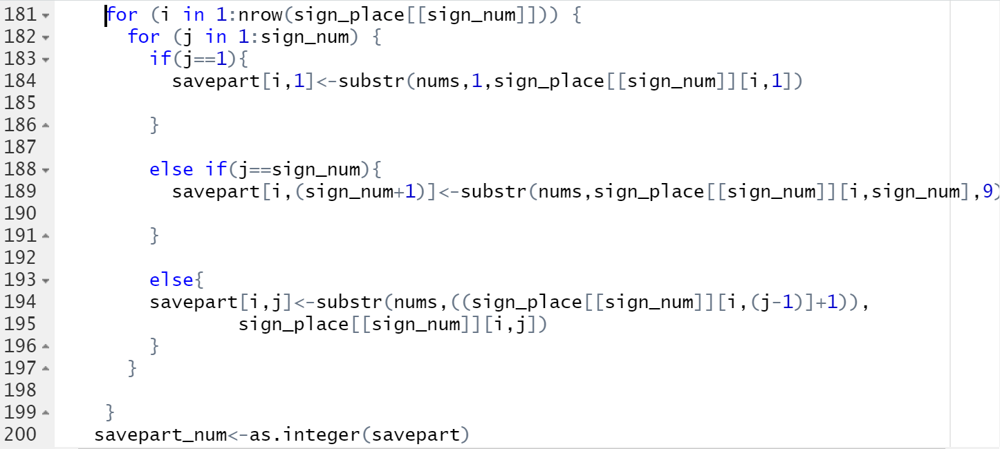 181 for (i in 1:nrow(sign_place[[sign_num]])) {
182 for (j in 1:sign_num) {
183 if(j==1){
184 savepart[i,1]<-substr(nums,1,sign_place[[sign_num]][i,1])
185
186 }
187
188 else if(j==sign_num){
189 savepart[i,(sign_num+1)]<-substr(nums,sign_place[[sign_num]][i,sign_num],9)
190
191 }
192
193 else{
194 savepart[i,j]<-substr(nums,((sign_place[[sign_num]][i,(j-1)]+1)),
195 sign_place[[sign_num]][i,j])
196 }
197 }
198
199 }
200 savepart_num<-as.integer(savepart)